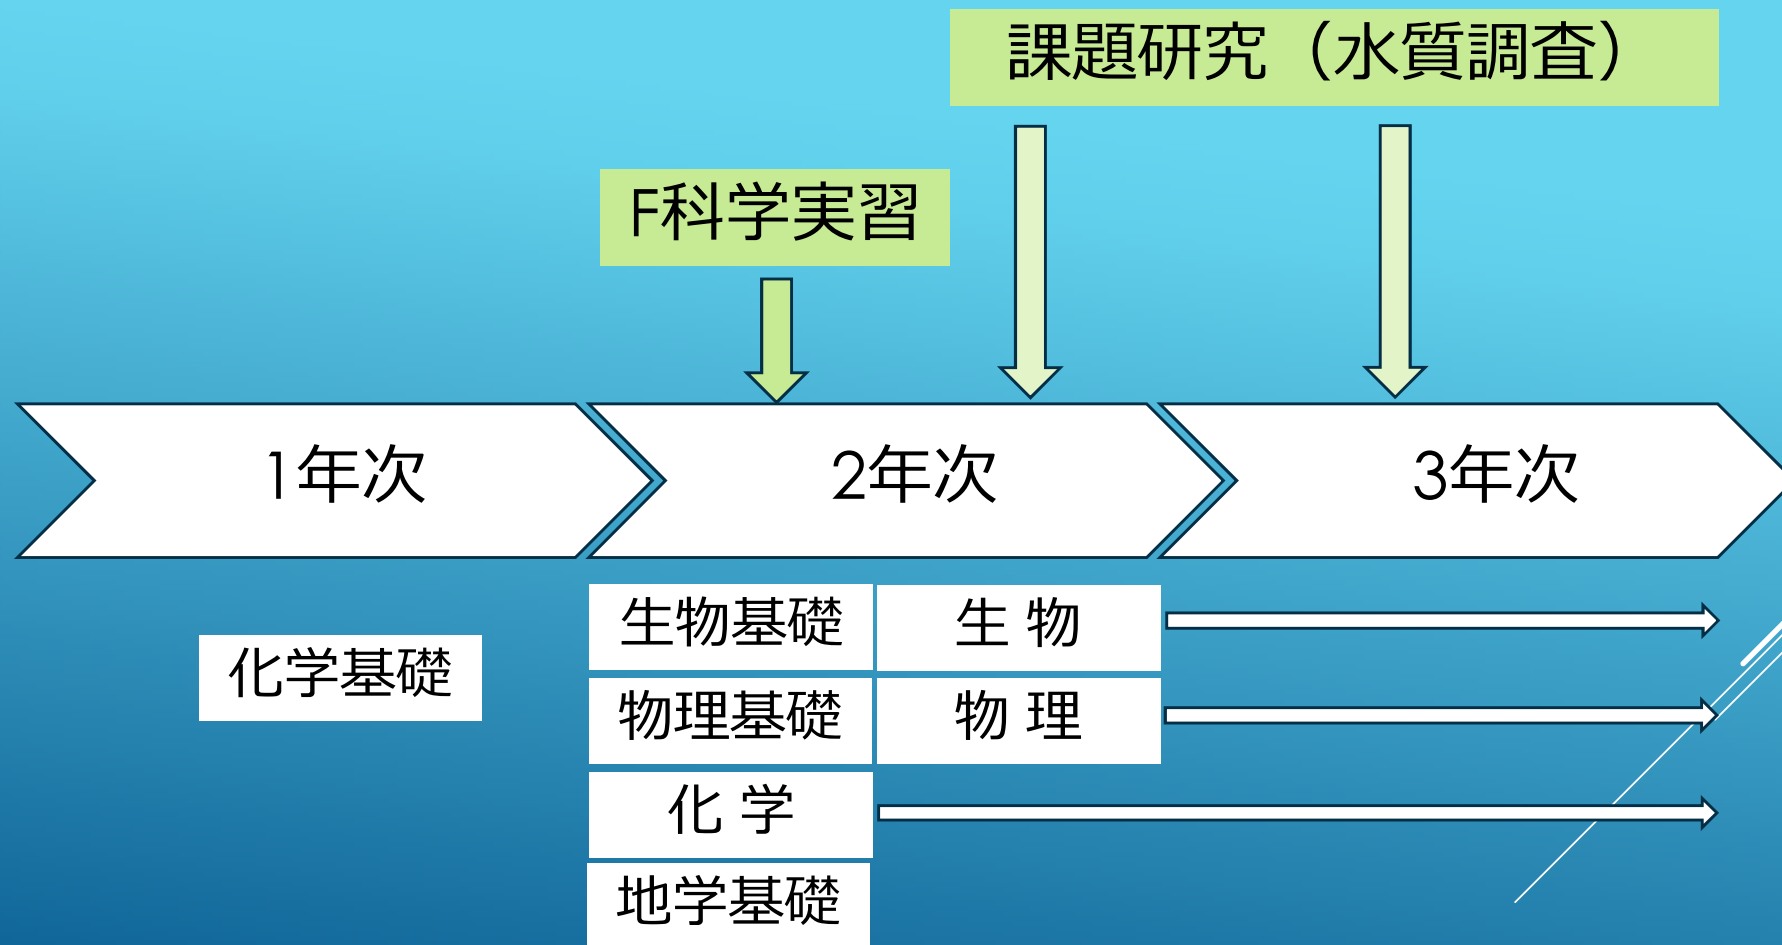 課題研究（水質調査）
F科学実習
1年次
2年次
3年次
化学基礎
生物基礎
生 物
物理基礎
物 理
化 学
地学基礎